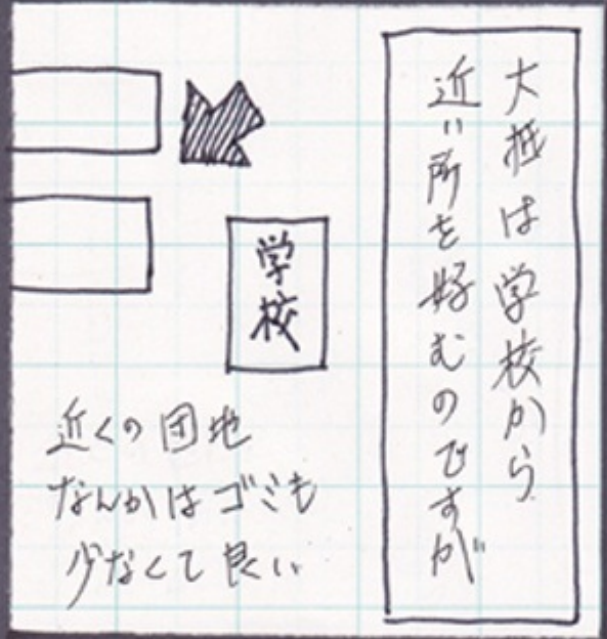 大抵は学校から
近い所を好むのですが
学校
近くの団地
なんかはゴミも
少なくて良い